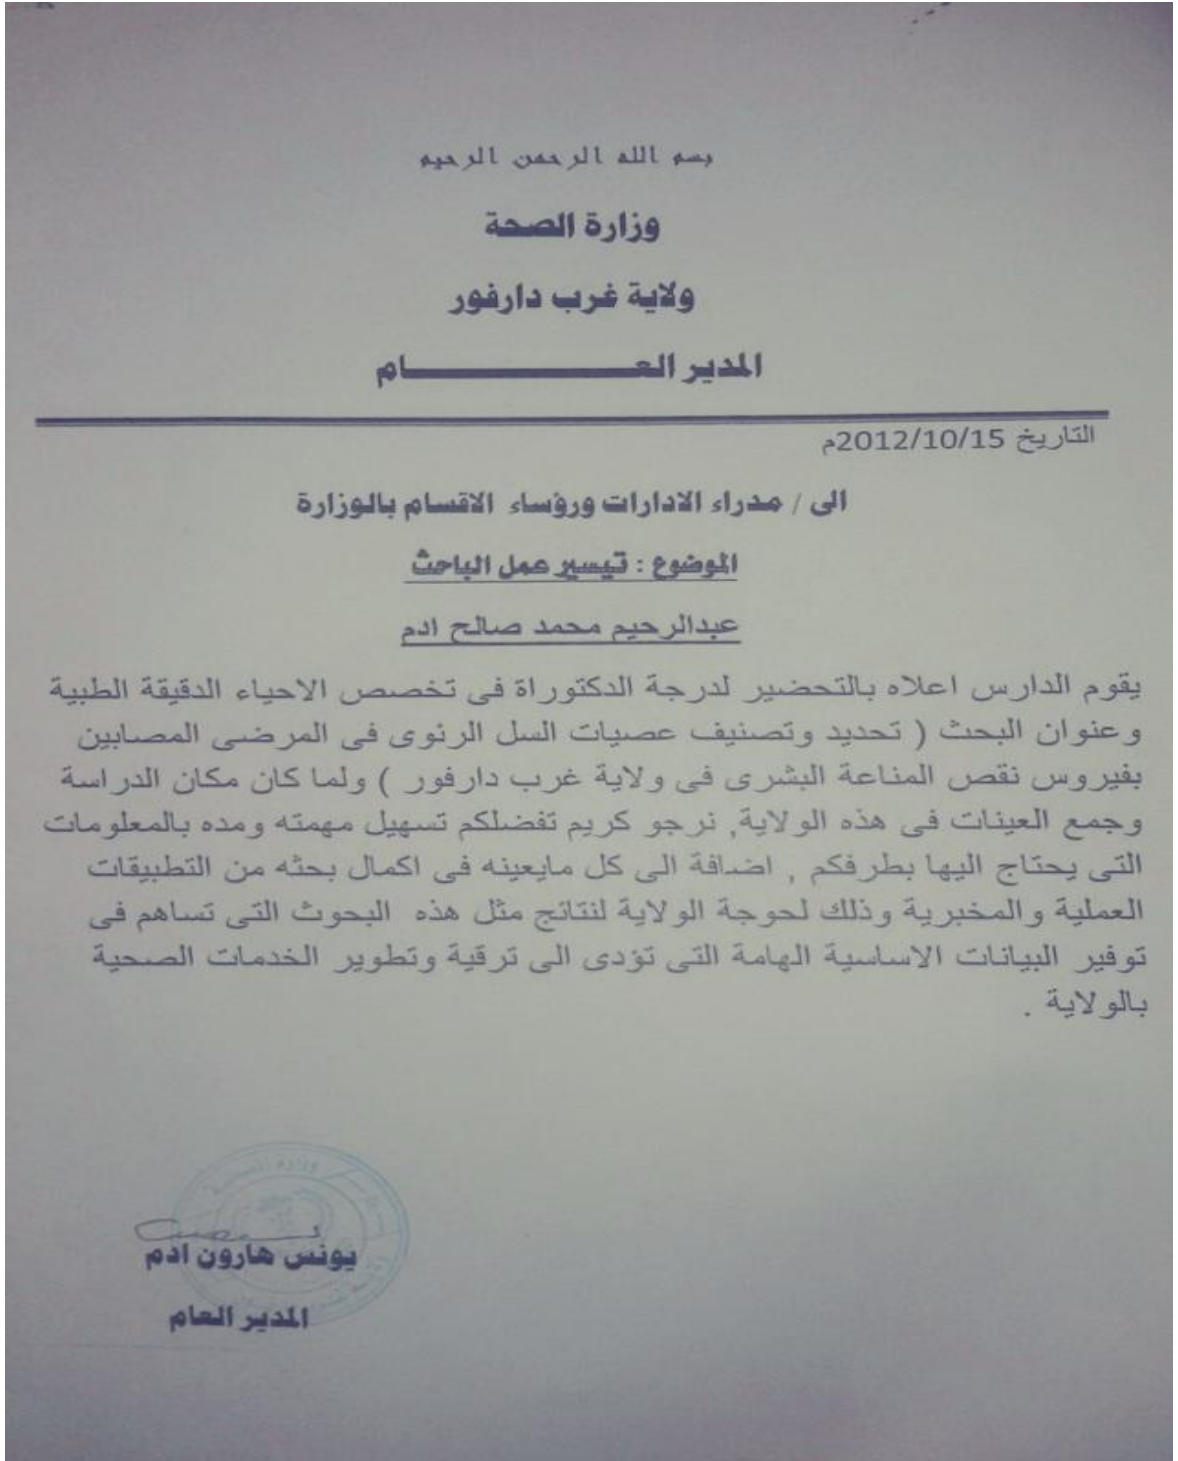 بسم الله الرحمن الرحيم
وزارة الصحة
ولاية غرب دارفور
المدير العـــــــــــام
التاريخ 2012/10/15م
الى / مدراء الادارات ورؤساء الاقسام بالوزارة
الموضوع : تيسير عمل الباحث
عبدالرحيم محمد صالح ادم
يقوم الدارس اعلاه بالتحضير لدرجة الدكتوراة فى تخصص الاحياء الدقيقة الطبية
وعنوان البحث ( تحديد وتصنيف عصيات السل الرئوى فى المرضى المصابين
بفيروس نقص المناعة البشرى فى ولاية غرب دارفور ) ولما كان مكان الدراسة
وجمع العينات فى هذه الولاية, نرجو كريم تفضلكم تسهيل مهمته ومده بالمعلومات
التى يحتاج اليها بطرفكم , اضافة الى كل مايعينه فى اكمال بحثه من التطبيقات
العملية والمخبرية وذلك لحوجة الولاية لنتائج مثل هذه البحوث التى تساهم فى
توفير البيانات الاساسية الهامة التى تؤدى الى ترقية وتطوير الخدمات الصحية
بالولاية .
وزارة
يونس هارون ادم
المدير العام